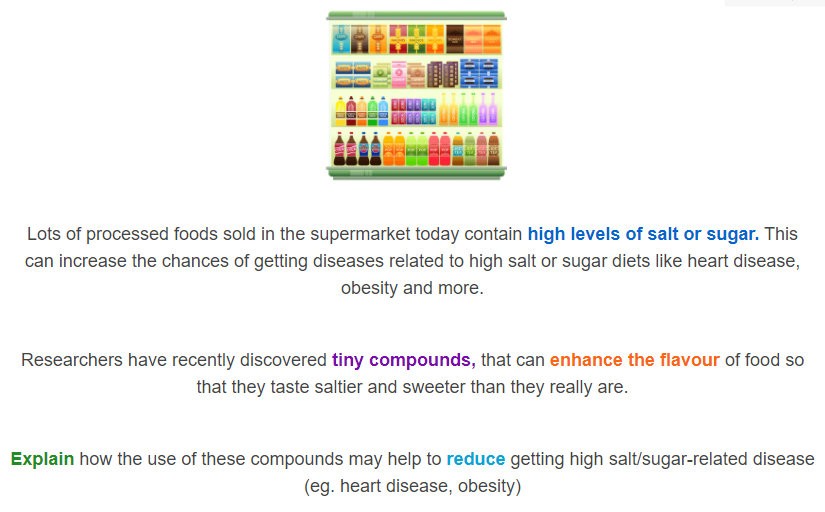 Lots of processed foods sold in the supermarket today contain high levels of salt or sugar. This
can increase the chances of getting diseases related to high salt or sugar diets like heart disease,
obesity and more.
Researchers have recently discovered tiny compounds, that can enhance the flavour of food so
that they taste saltier and sweeter than they really are.
Explain how the use of these compounds may help to reduce getting high salt/sugar-related disease
(eg. heart disease, obesity)